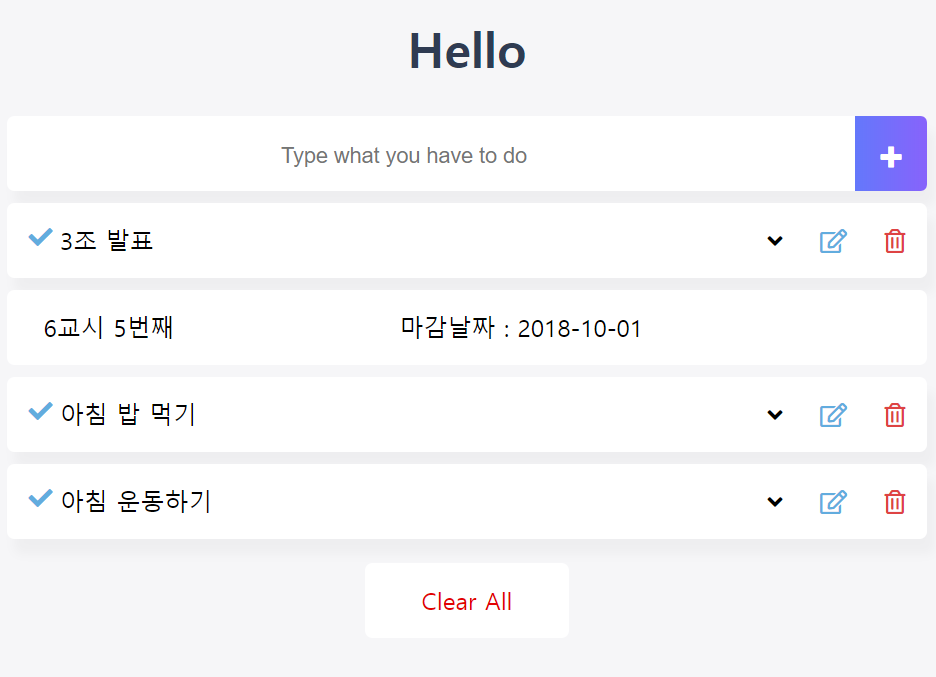 Hello
Type what you have to do
3조 발표
6교시 5번째 마감날짜 : 2018-10-01
아침 밥 먹기
아침 운동하기
Clear All